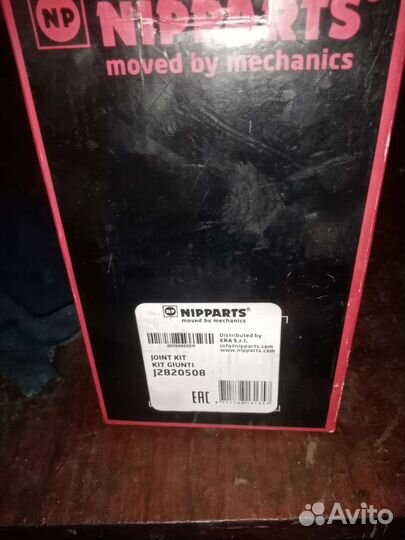 NP NIPPARTS®
moved by mechanics
NP NIPPARTS®
moved by mechanics
Distributed by
ERA S.r.l.
info@nipparts.com
www.nipparts.com
JOINT KIT
KIT GIUNTI
J2820508
EAC
Avito